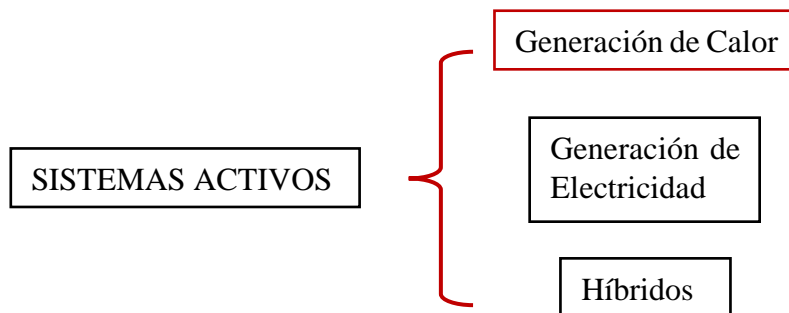 Generación de Calor
SISTEMAS ACTIVOS
Generación de
Electricidad
Híbridos